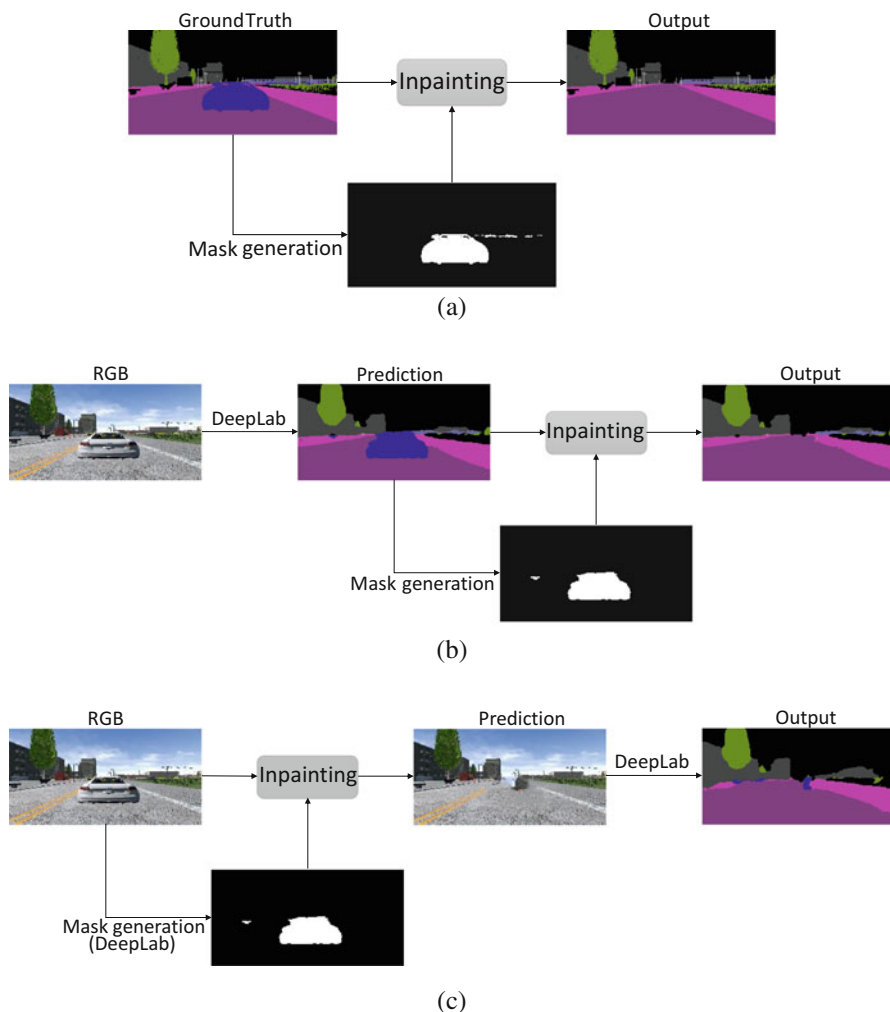 GroundTruth
Output
Inpainting
Mask generation
(a)
RGB
Prediction
Output
DeepLab
Inpainting
Mask generation
(b)
RGB
Prediction
Output
Inpainting
DeepLab
Mask generation
(DeepLab)
(c)